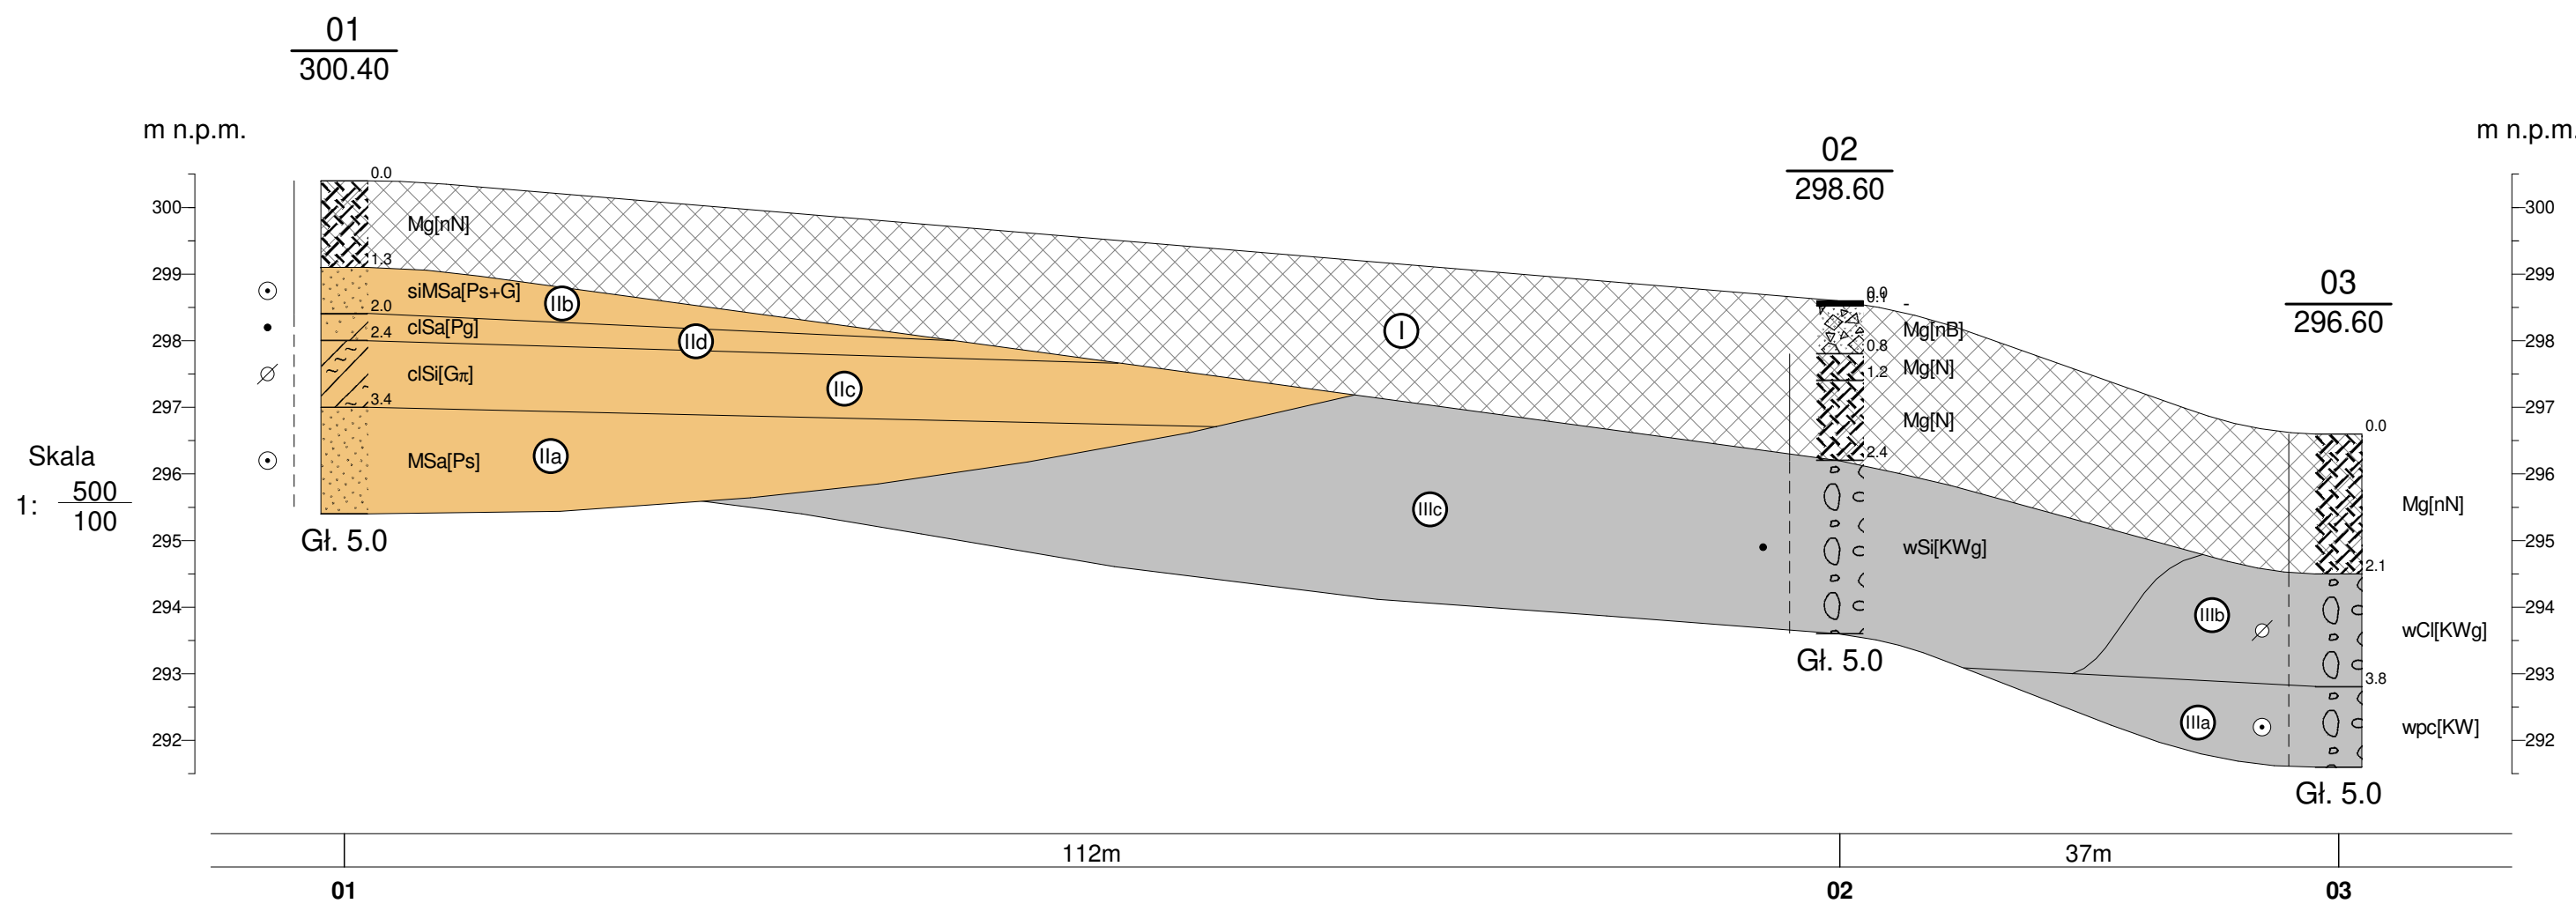 01
300.40
m n.p.m.
m n.p.m.
02
298.60
03
296.60
300
299
298
297
296
295
294
293
292
300
299
298
297
296
295
294
293
292
Skala
1: 500
100
0.0
Mg[nN]
1.3
siMSa[Ps+G]
IIb
2.0
clSa[Pg]
IId
2.4
clSi[Gπ]
IIc
3.4
MSa[Ps]
IIa
Gł. 5.0
I
IIIc
0.0
0.1 -
Mg[nB]
0.8
Mg[N]
1.2
Mg[N]
2.4
wSi[KWg]
Gł. 5.0
0.0
Mg[nN]
2.1
IIIb
wCl[KWg]
3.8
IIIa
wpc[KW]
Gł. 5.0
112m
37m
01
02
03